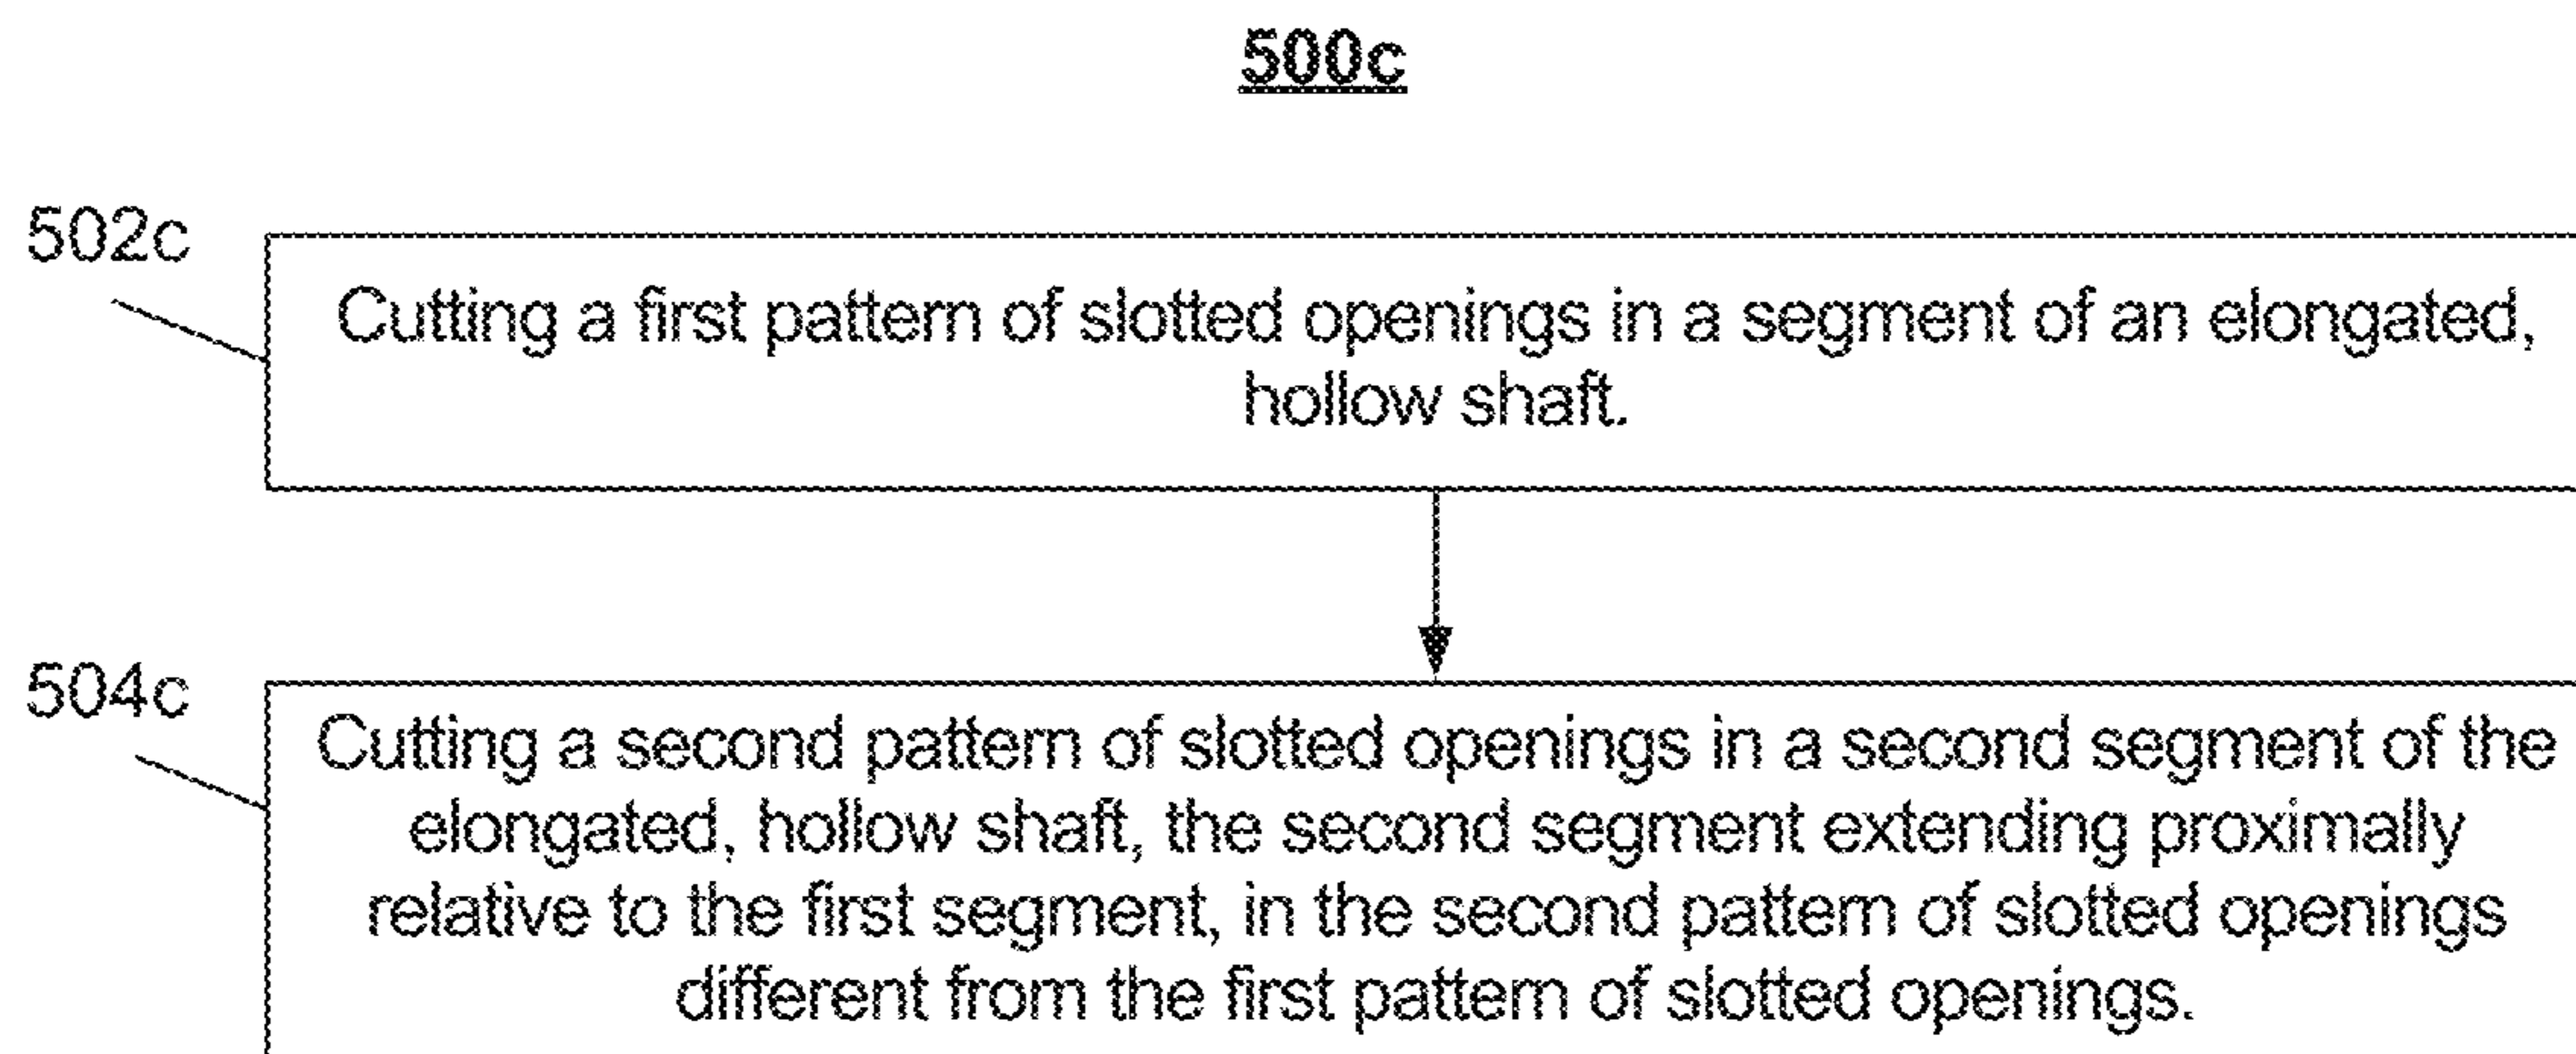 500c
502c
Cutting a first pattern of slotted openings in a segment of an elongated,
hollow shaft.
504c
Cutting a second pattern of slotted openings in a second segment of the
elongated, hollow shaft, the second segment extending proximally
relative to the first segment, in the second pattern of slotted openings
different from the first pattern of slotted openings.